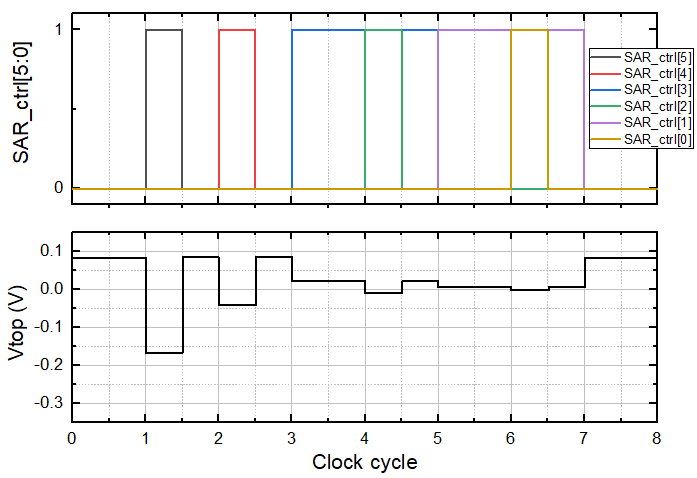 SAR_ctrl[5:0]
1
0
SAR_ctrl[5]
SAR_ctrl[4]
SAR_ctrl[3]
SAR_ctrl[2]
SAR_ctrl[1]
SAR_ctrl[0]
Vtop (V)
0.1
0.0
-0.1
-0.2
-0.3
0 1 2 3 4 5 6 7 8
Clock cycle